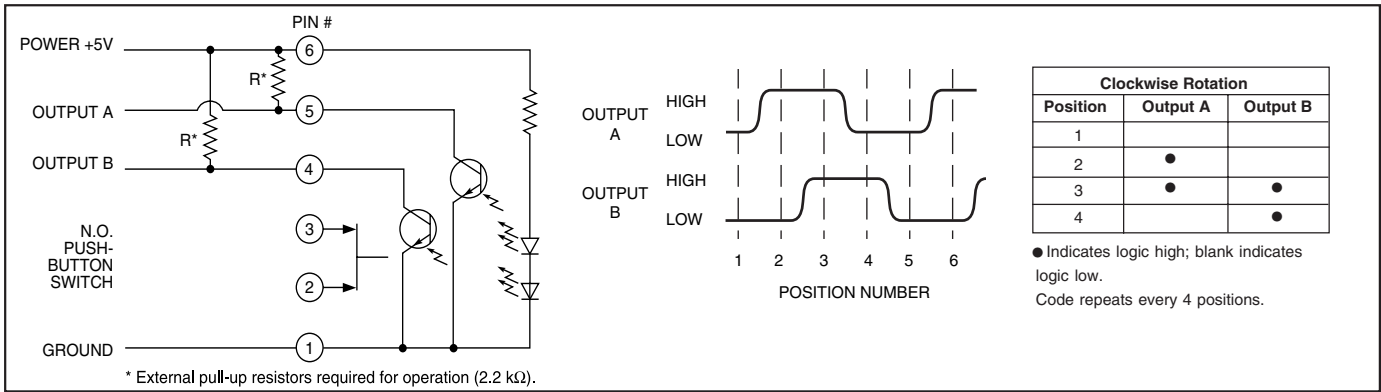 PIN #
POWER +5V
6
R*
OUTPUT A
5
R*
OUTPUT B
4
N.O.
PUSH-
BUTTON
SWITCH
3
2
GROUND
1
* External pull-up resistors required for operation (2.2 kΩ).
OUTPUT
A
HIGH
LOW
OUTPUT
B
HIGH
LOW
1 2 3 4 5 6
POSITION NUMBER
Clockwise Rotation
Position Output A Output B
1
2 ●
3 ● ●
4 ●
● Indicates logic high; blank indicates
logic low.
Code repeats every 4 positions.